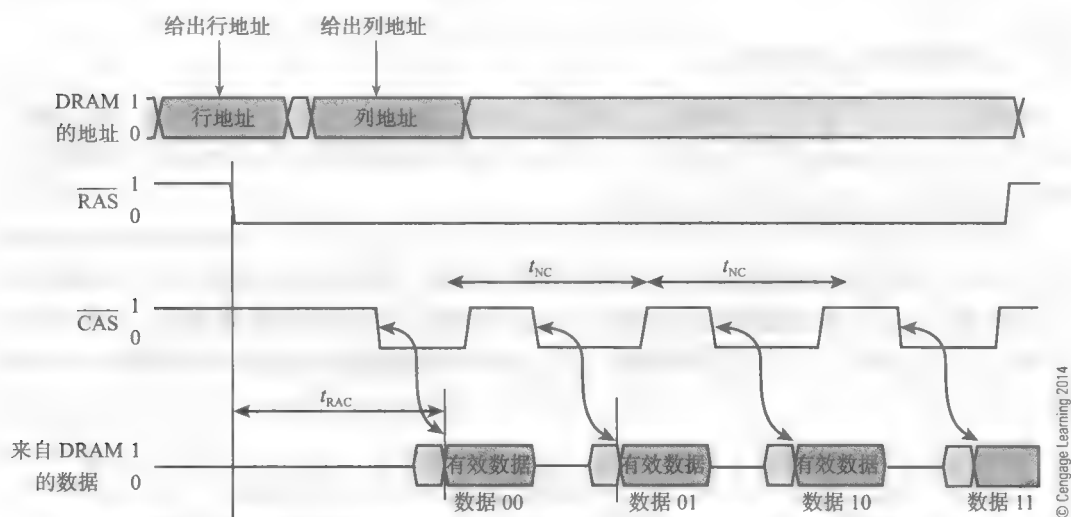 给出行地址 给出列地址
DRAM 1
的地址 0
行地址 列地址
RAS 1
0
tNC tNC
CAS 1
0
tRAC
来自 DRAM 1
的数据 0
有效数据 有效数据 有效数据
数据 00 数据 01 数据 10 数据 11
© Cengage Learning 2014